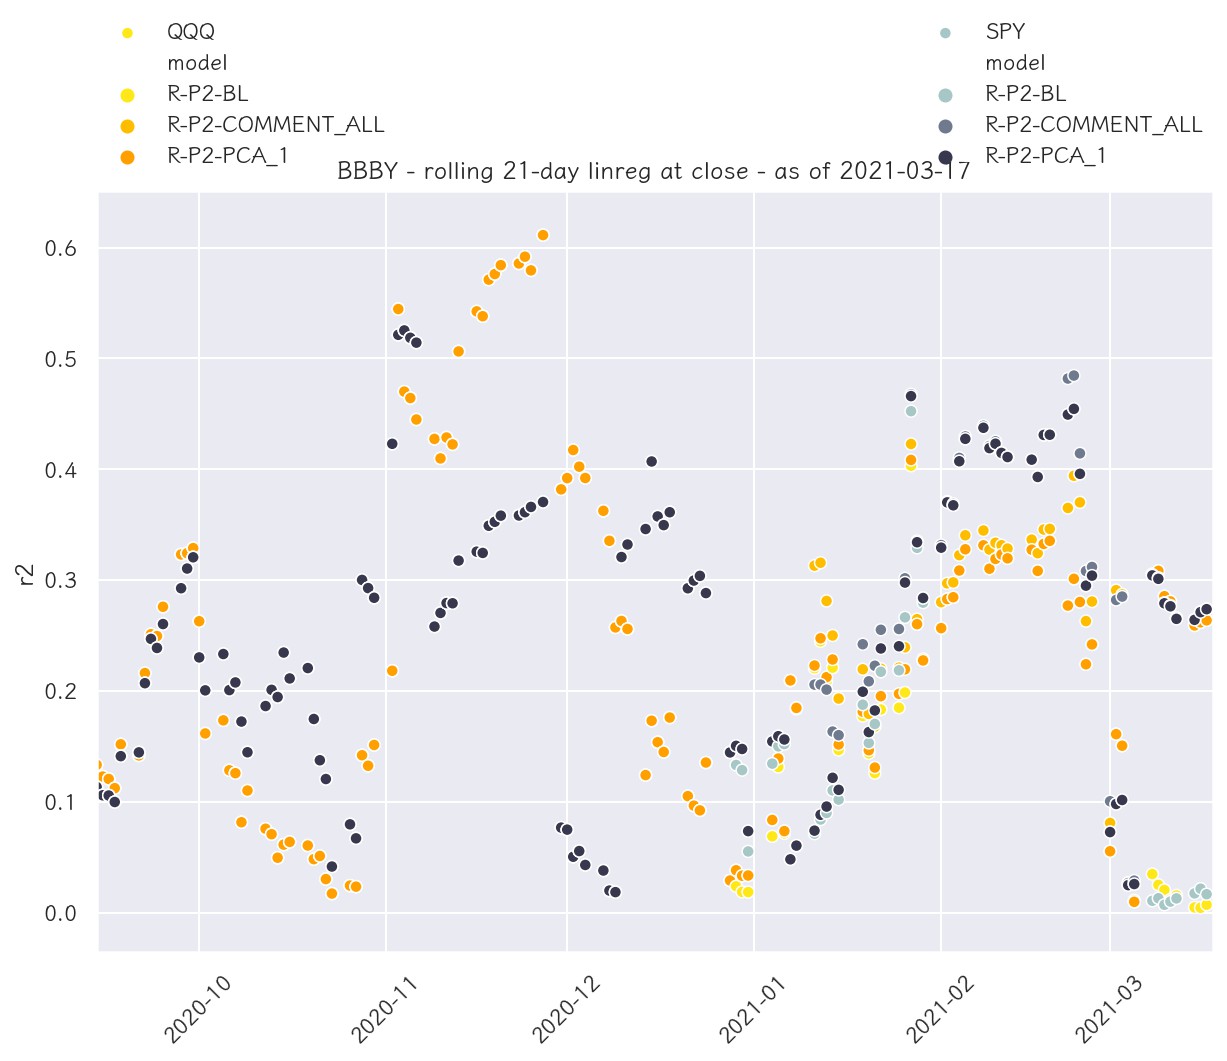 QQQ
model
R-P2-BL
R-P2-COMMENT_ALL
R-P2-PCA_1
SPY
model
R-P2-BL
R-P2-COMMENT_ALL
R-P2-PCA_1
BBBY - rolling 21-day linreg at close - as of 2021-03-17
r2
0.6
0.5
0.4
0.3
0.2
0.1
0.0
2020-10
2020-11
2020-12
2021-01
2021-02
2021-03